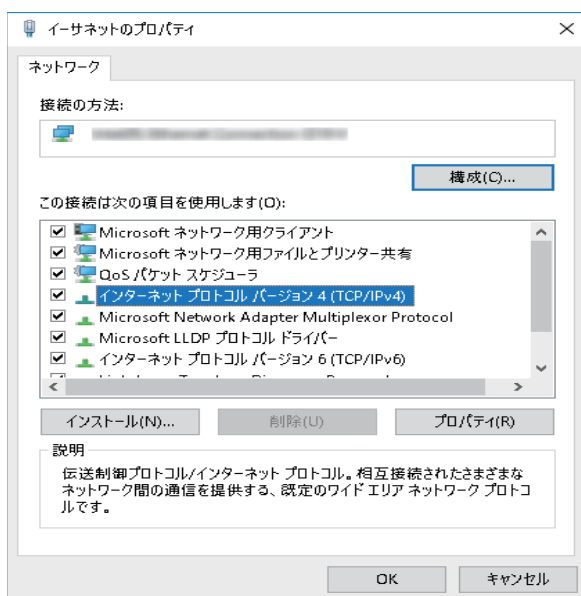 イーサネットのプロパティ
ネットワーク
接続の方法:
構成(C)...
この接続は次の項目を使用します(O):
Microsoft ネットワーク用クライアント
Microsoft ネットワーク用ファイルとプリンター共有
QoS パケット スケジューラ
インターネット プロトコル バージョン 4 (TCP/IPv4)
Microsoft Network Adapter Multiplexor Protocol
Microsoft LLDP プロトコル ドライバー
インターネット プロトコル バージョン 6 (TCP/IPv6)
インストール(N)...
削除(U)
プロパティ(R)
説明
伝送制御プロトコル/インターネット プロトコル。相互接続されたさまざまな
ネットワーク間の通信を提供する、既定のワイド エリア ネットワーク プロトコ
ルです。
OK
キャンセル